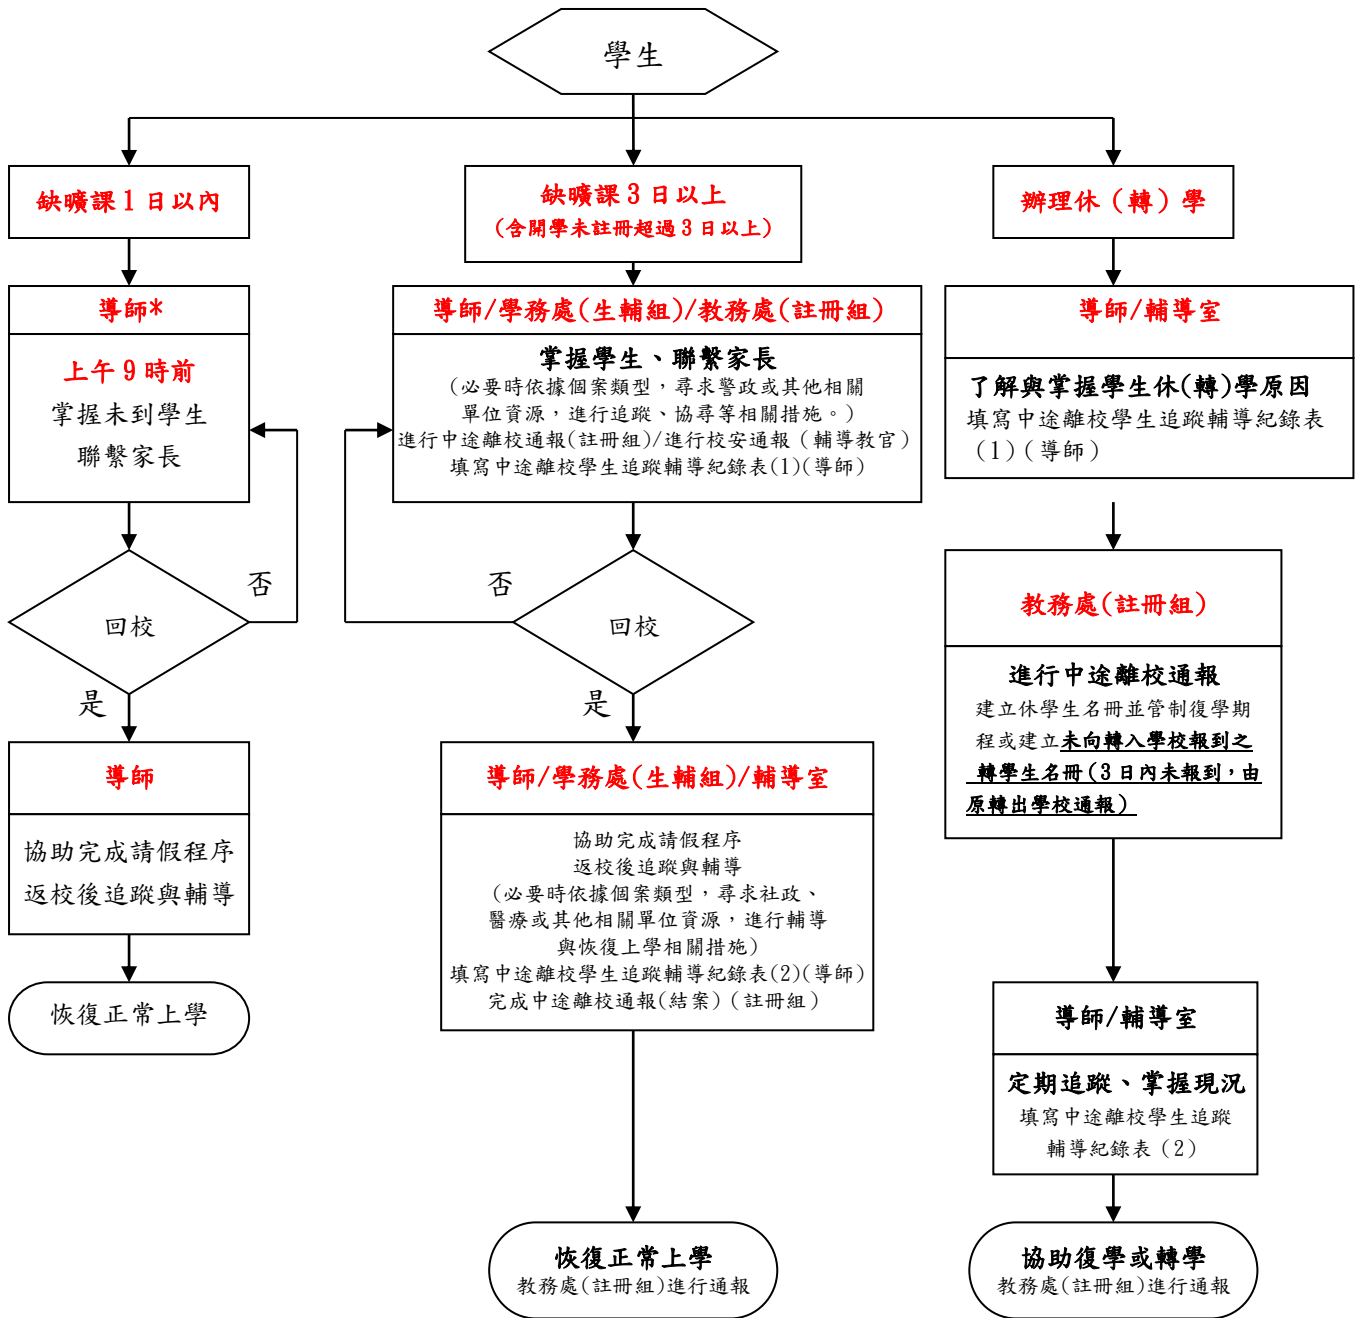 學生
缺曠課1日以內
導師*
上午9時前
掌握未到學生
聯繫家長
回校
否
是
導師
協助完成請假程序
返校後追蹤與輔導
恢復正常上學
缺曠課3日以上
(含開學未註冊超過3日以上)
導師/學務處(生輔組)/教務處(註冊組)
掌握學生、聯繫家長
(必要時依據個案類型，尋求警政或其他相關
單位資源，進行追蹤、協尋等相關措施。)
進行中途離校通報(註冊組)/進行校安通報（輔導教官）
填寫中途離校學生追蹤輔導紀錄表(1)(導師)
否
回校
是
導師/學務處(生輔組)/輔導室
協助完成請假程序
返校後追蹤與輔導
(必要時依據個案類型，尋求社政、
醫療或其他相關單位資源，進行輔導
與恢復上學相關措施)
填寫中途離校學生追蹤輔導紀錄表(2)(導師)
完成中途離校通報(結案)(註冊組)
恢復正常上學
教務處(註冊組)進行通報
辦理休（轉）學
導師/輔導室
了解與掌握學生休(轉)學原因
填寫中途離校學生追蹤輔導紀錄表
(1)(導師)
教務處(註冊組)
進行中途離校通報
建立休學生名冊並管制復學期
程或建立未向轉入學校報到之
轉學生名冊(3日內未報到，由
原轉出學校通報)
導師/輔導室
定期追蹤、掌握現況
填寫中途離校學生追蹤
輔導紀錄表（2）
協助復學或轉學
教務處(註冊組)進行通報